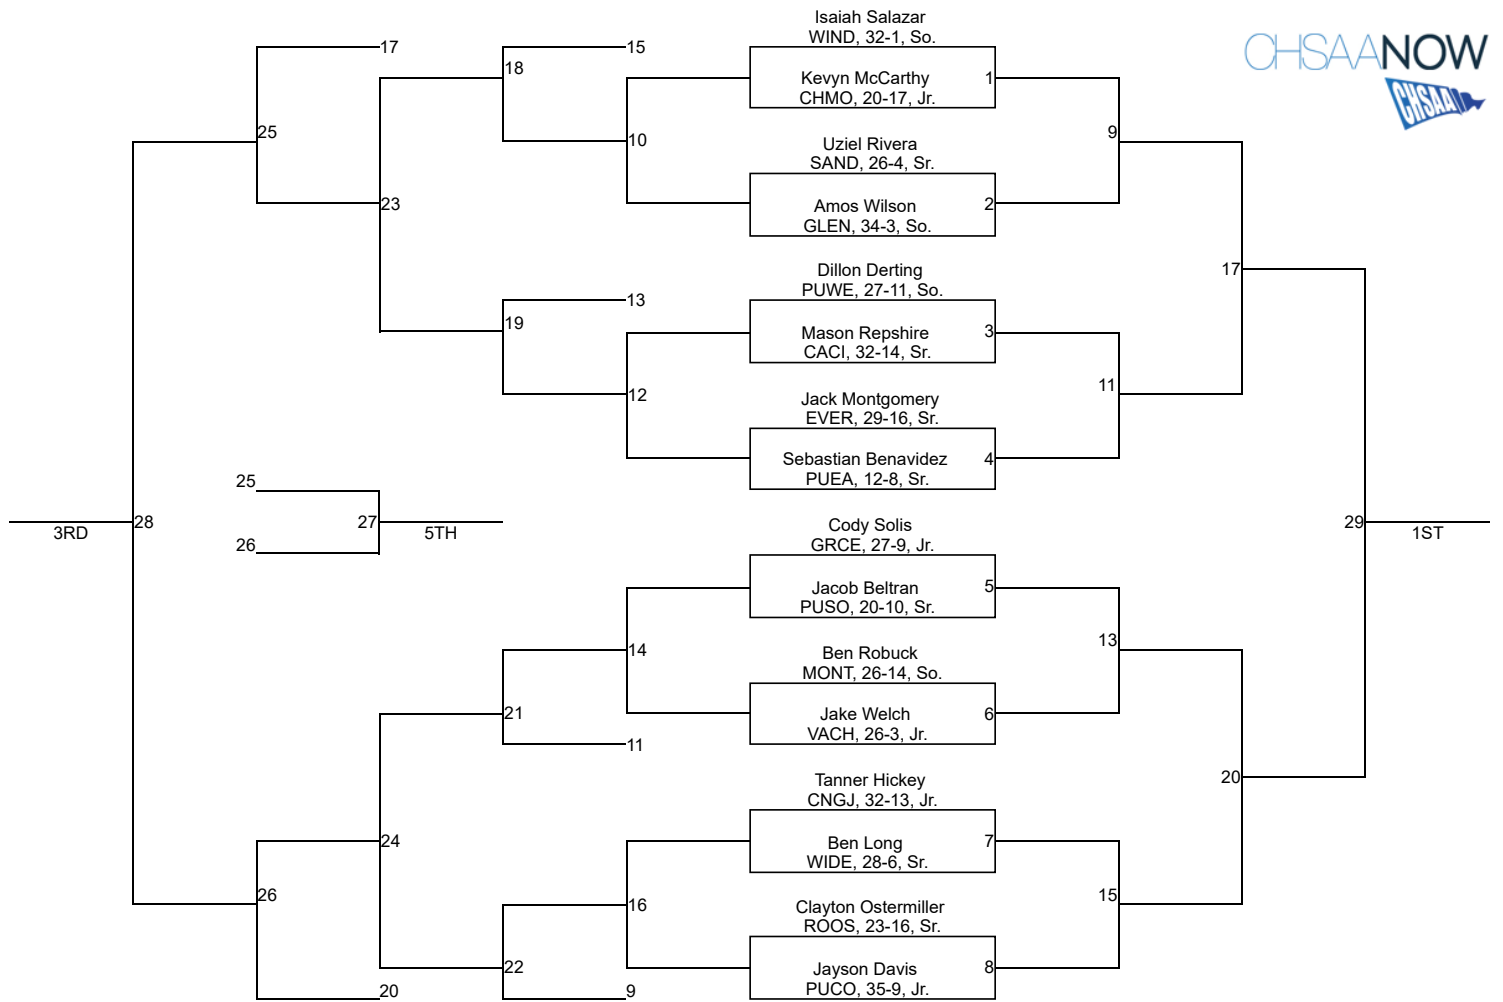 Isaiah Salazar
WIND, 32-1, So.
CHSAANOW
CHSAA
17
15
18
Kevyn McCarthy
CHMO, 20-17, Jr.
1
25
10
9
Uziel Rivera
SAND, 26-4, Sr.
23
Amos Wilson
GLEN, 34-3, So.
2
Dillon Derting
PUWE, 27-11, So.
17
13
19
Mason Repshire
CACI, 32-14, Sr.
3
12
11
Jack Montgomery
EVER, 29-16, Sr.
Sebastian Benavidez
PUEA, 12-8, Sr.
4
25
28
3RD
27
5TH
26
29
1ST
Cody Solis
GRCE, 27-9, Jr.
Jacob Beltran
PUSO, 20-10, Sr.
5
14
13
Ben Robuck
MONT, 26-14, So.
21
Jake Welch
VACH, 26-3, Jr.
6
11
Tanner Hickey
CNGJ, 32-13, Jr.
20
24
Ben Long
WIDE, 28-6, Sr.
7
26
16
15
Clayton Ostermiller
ROOS, 23-16, Sr.
22
Jayson Davis
PUCO, 35-9, Jr.
8
20
9